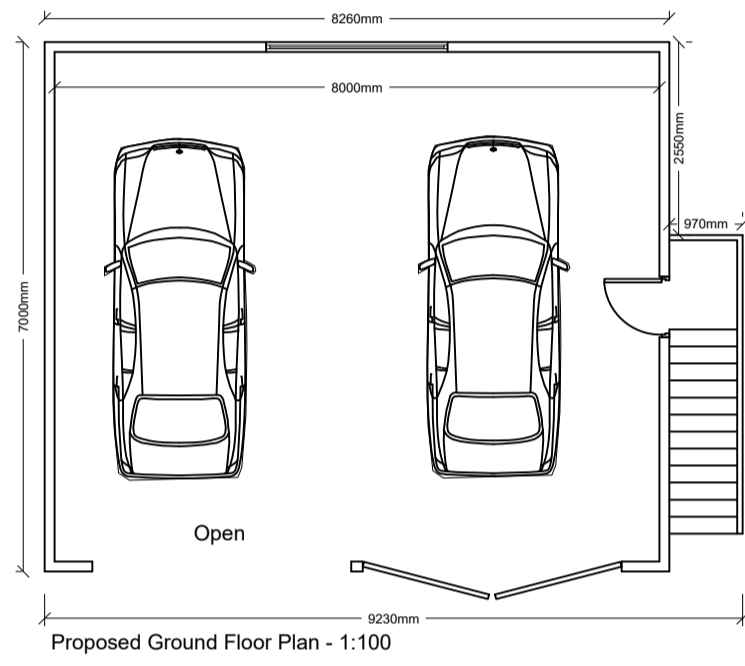 8260mm
8000mm
2550mm
970mm
7000mm
Open
9230mm
Proposed Ground Floor Plan - 1:100